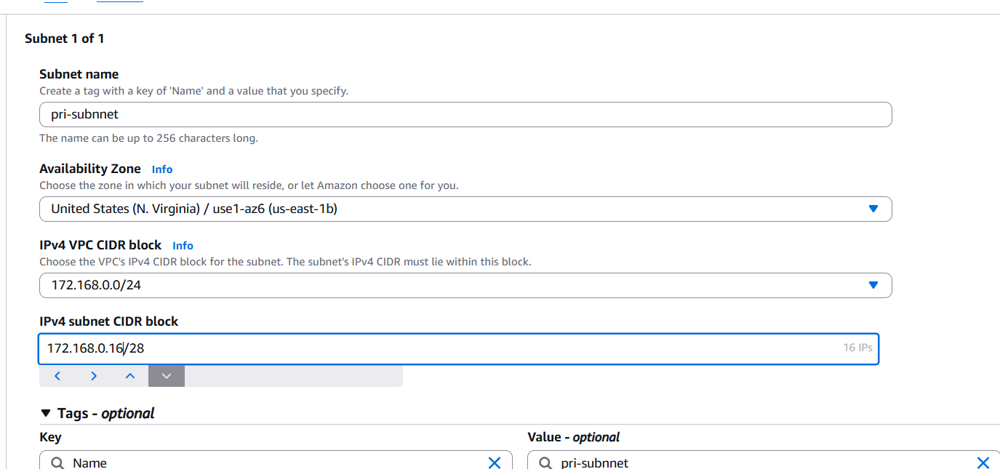 Subnet 1 of 1
Subnet name
Create a tag with a key of 'Name' and a value that you specify.
pri-subnnet
The name can be up to 256 characters long.
Availability Zone Info
Choose the zone in which your subnet will reside, or let Amazon choose one for you.
United States (N. Virginia) / use1-az6 (us-east-1b)
IPv4 VPC CIDR block Info
Choose the VPC's IPv4 CIDR block for the subnet. The subnet's IPv4 CIDR must lie within this block.
172.168.0.0/24
IPv4 subnet CIDR block
172.168.0.16/28 16 IPs
Tags - optional
Key Value - optional
Name pri-subnnet